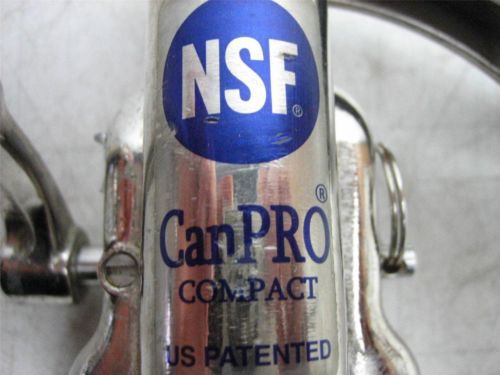 NSF®
CanPRO®
COMPACT
US PATENTED